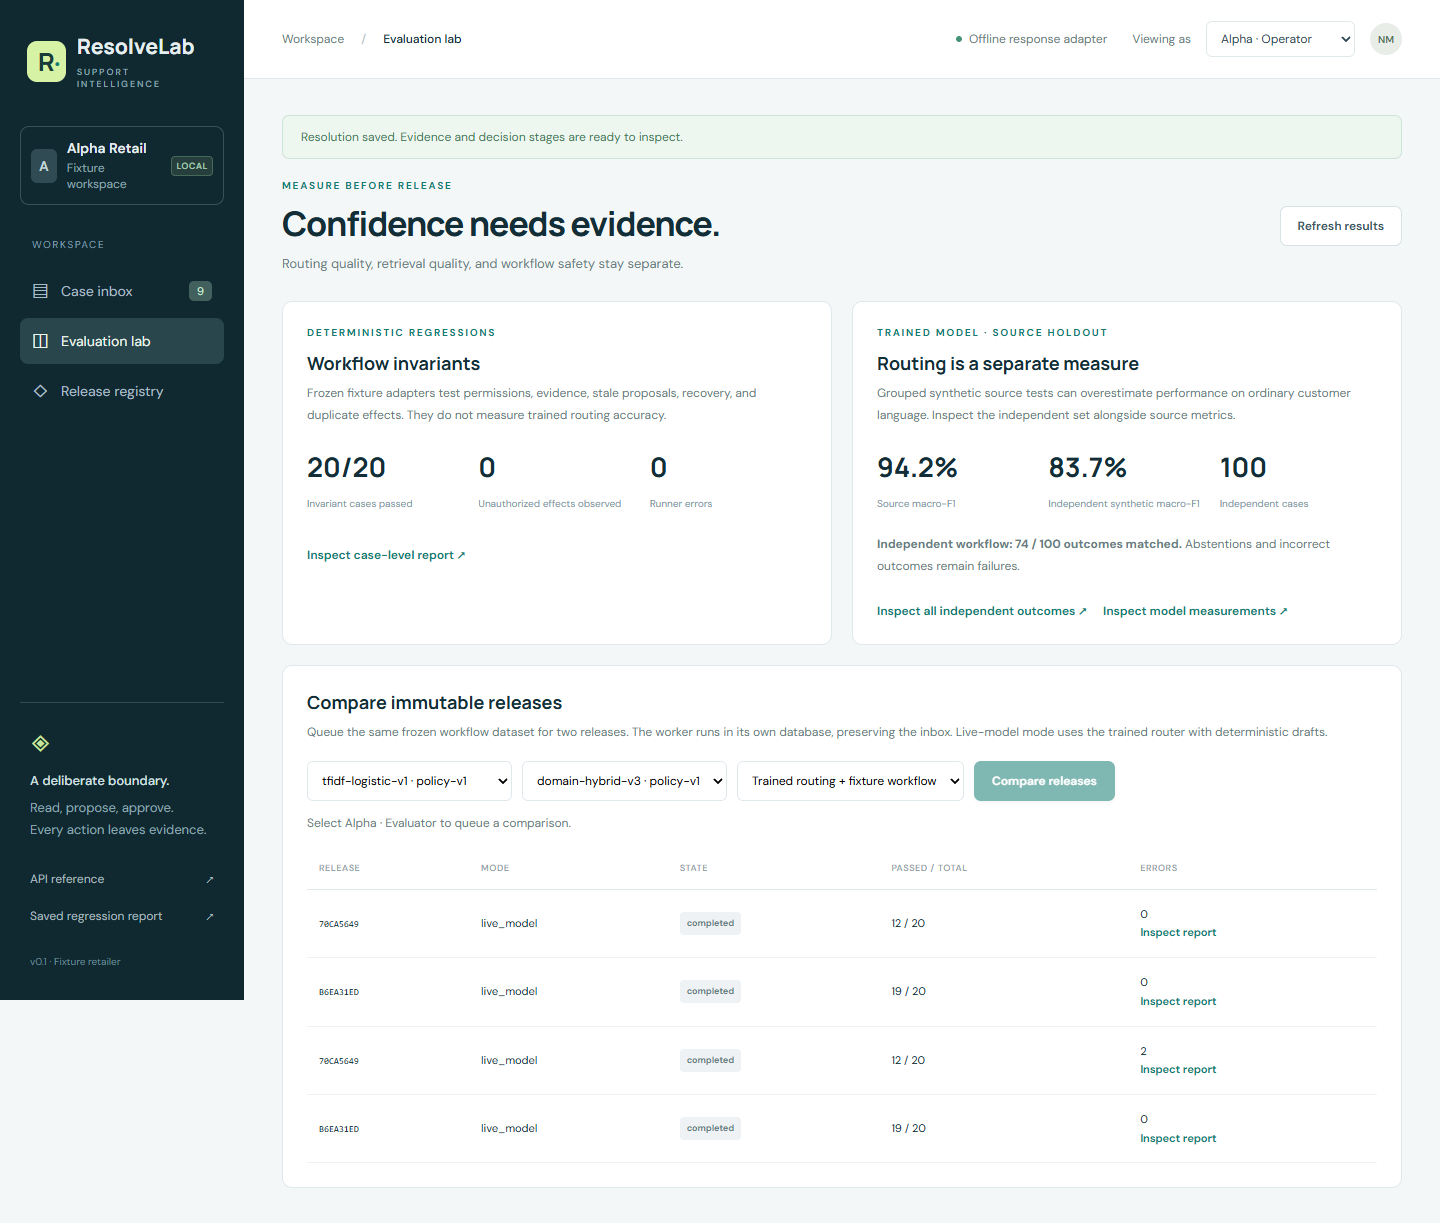 R.
ResolveLab
SUPPORT
INTELLIGENCE
A
Alpha Retail
Fixture
workspace
LOCAL
WORKSPACE
Case inbox
9
Evaluation lab
Release registry
A deliberate boundary.
Read, propose, approve.
Every action leaves evidence.
API reference ↗
Saved regression report ↗
v0.1 · Fixture retailer
Workspace / Evaluation lab
Offline response adapter
Viewing as
Alpha · Operator
NM
Resolution saved. Evidence and decision stages are ready to inspect.
MEASURE BEFORE RELEASE
Confidence needs evidence.
Routing quality, retrieval quality, and workflow safety stay separate.
Refresh results
DETERMINISTIC REGRESSIONS
Workflow invariants
Frozen fixture adapters test permissions, evidence, stale proposals, recovery, and
duplicate effects. They do not measure trained routing accuracy.
20/20 0 0
Invariant cases passed Unauthorized effects observed Runner errors
Inspect case-level report ↗
TRAINED MODEL · SOURCE HOLDOUT
Routing is a separate measure
Grouped synthetic source tests can overestimate performance on ordinary customer
language. Inspect the independent set alongside source metrics.
94.2% 83.7% 100
Source macro-F1 Independent synthetic macro-F1 Independent cases
Independent workflow: 74 / 100 outcomes matched. Abstentions and incorrect
outcomes remain failures.
Inspect all independent outcomes ↗ Inspect model measurements ↗
Compare immutable releases
Queue the same frozen workflow dataset for two releases. The worker runs in its own database, preserving the inbox. Live-model mode uses the trained router with deterministic drafts.
tfidf-logistic-v1 · policy-v1 domain-hybrid-v3 · policy-v1 Trained routing + fixture workflow Compare releases
Select Alpha · Evaluator to queue a comparison.
RELEASE MODE STATE PASSED / TOTAL ERRORS
70CA5649 live_model completed 12 / 20 0
Inspect report
B6EA31ED live_model completed 19 / 20 0
Inspect report
70CA5649 live_model completed 12 / 20 2
Inspect report
B6EA31ED live_model completed 19 / 20 0
Inspect report